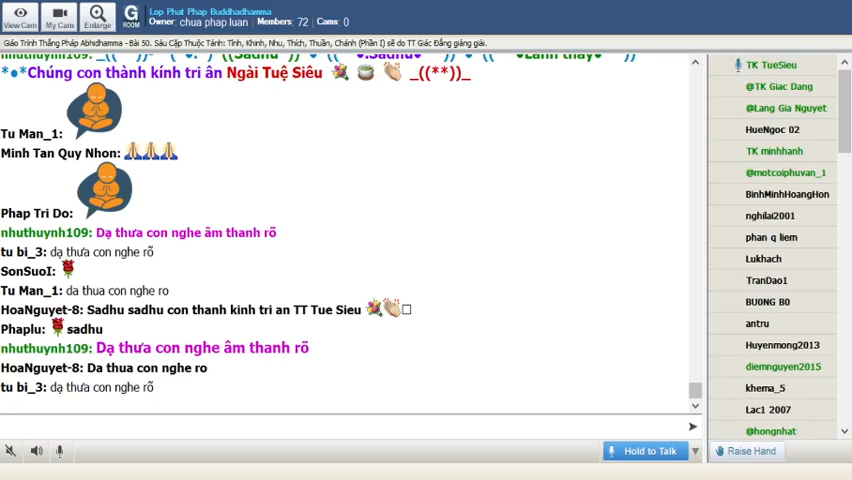 Lop Phat Phap Buddhadhamma
Owner: chua phap luan Members: 72 Cams: 0
View Cam
My Cam
Enlarge
G
ROOM
Giáo Trình Thắng Pháp Abhidhamma - Bài 50. Sáu Cặp Thuộc Tánh: Tĩnh, Khinh, Nhu, Thích, Thuần, Chánh (Phần I) sẽ do TT Giác Đẳng giảng giải.
*●*Chúng con thành kính tri ân Ngài Tuệ Siêu _((**))_
Tu Man_1:
Minh Tan Quy Nhon:
Phap Tri Do:
nhuthuynh109: Dạ thưa con nghe âm thanh rõ
tu bi_3: dạ thưa con nghe rõ
SonSuoI:
Tu Man_1: da thua con nghe ro
HoaNguyet-8: Sadhu sadhu con thanh kinh tri an TT Tue Sieu
Phaplu: sadhu
nhuthuynh109: Dạ thưa con nghe âm thanh rõ
HoaNguyet-8: Da thua con nghe ro
tu bi_3: dạ thưa con nghe rõ
TK TueSieu
@TK Giac Dang
@Lang Gia Nguyet
HueNgoc 02
TK minhhanh
@motcoiphuvan_1
BinhMinhHoangHon
nghilai2001
phan q liem
Lukhach
TranDao1
BUONG BO
antru
Huyenmong2013
diemnguyen2015
khema_5
Lac1 2007
@hongnhat
Hold to Talk
Raise Hand